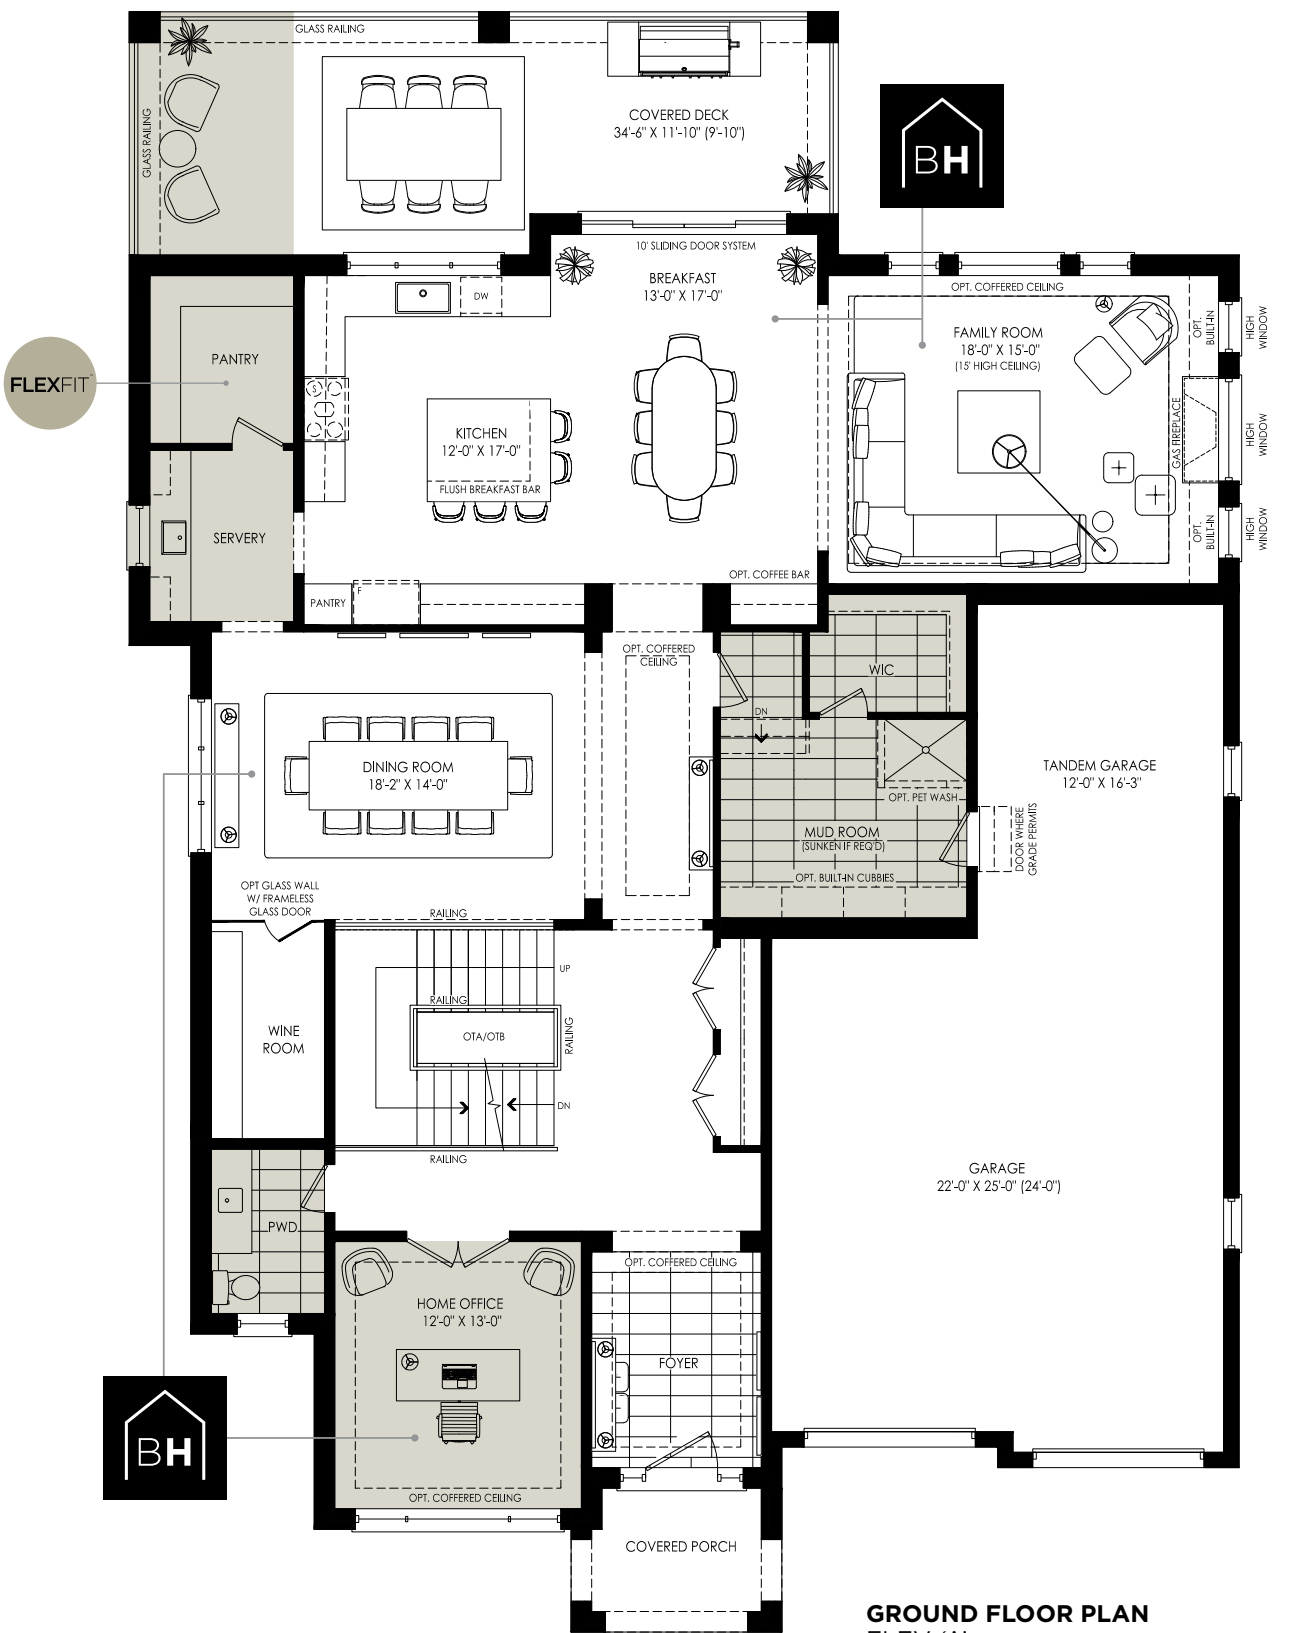 GLASS RAILING
GLASS RAILING
COVERED DECK
34'-6" X 11'-10" (9'-10")
BH
10' SLIDING DOOR SYSTEM
BREAKFAST
13'-0" X 17'-0"
DW
OPT. COFFERED CEILING
FAMILY ROOM
18'-0" X 15'-0"
(15' HIGH CEILING)
OPT.
BUILT-IN
HIGH
WINDOW
FLEXFIT™
PANTRY
S
KITCHEN
12'-0" X 17'-0"
FLUSH BREAKFAST BAR
GAS FIREPLACE
HIGH
WINDOW
SERVERY
OPT.
BUILT-IN
HIGH
WINDOW
OPT. COFFEE BAR
PANTRY
F
OPT. COFFERED
CEILING
WIC
DN
DINING ROOM
18'-2" X 14'-0"
TANDEM GARAGE
12'-0" X 16'-3"
OPT. PET WASH
MUD ROOM
(SUNKEN IF REQ'D)
DOOR WHERE
GRADE PERMITS
OPT. BUILT-IN CUBBIES
OPT GLASS WALL
W/ FRAMELESS
GLASS DOOR
RAILING
UP
RAILING
WINE
ROOM
OTA/OTB
RAILING
DN
RAILING
GARAGE
22'-0" X 25'-0" (24'-0")
PWD
OPT. COFFERED CEILING
HOME OFFICE
12'-0" X 13'-0"
FOYER
BH
OPT. COFFERED CEILING
COVERED PORCH
GROUND FLOOR PLAN